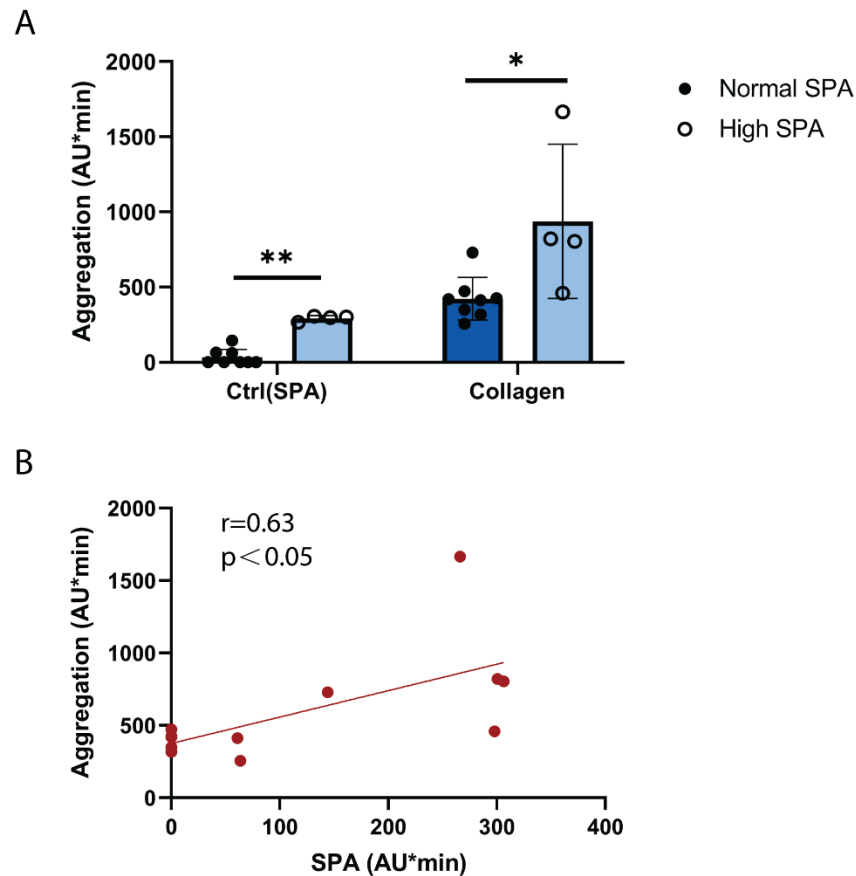 A
Aggregation (AU*min)
2000
1500
1000
500
0
**
*
Ctrl(SPA)
Collagen
Normal SPA
High SPA
B
Aggregation (AU*min)
2000
1500
1000
500
0
r=0.63
p<0.05
0 100 200 300 400
SPA (AU*min)